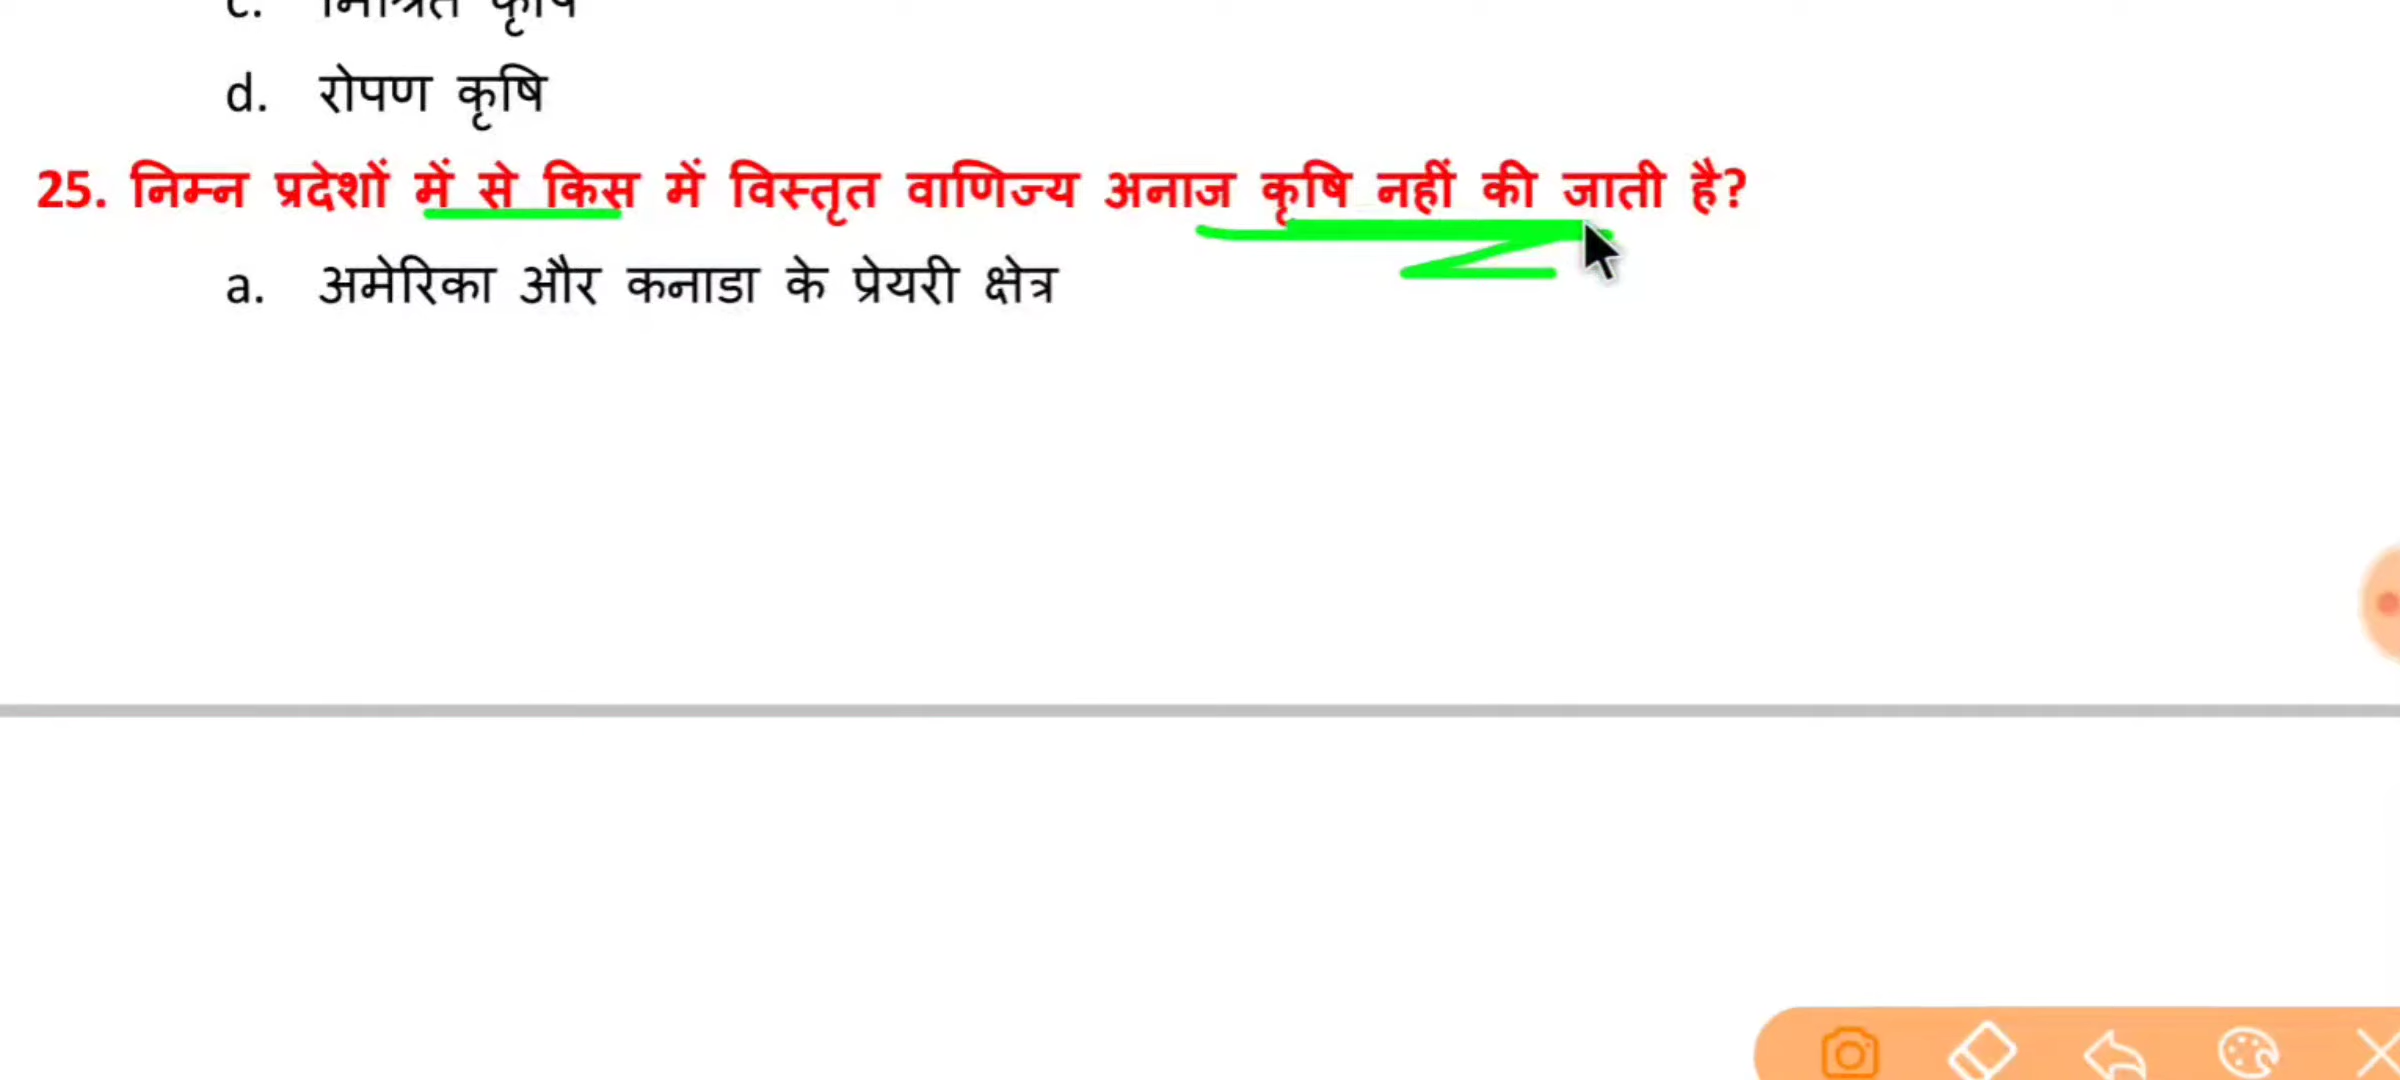 c. मिश्रित कृषि
d. रोपण कृषि
25. निम्न प्रदेशों में से किस में विस्तृत वाणिज्य अनाज कृषि नहीं की जाती है?
a. अमेरिका और कनाडा के प्रेयरी क्षेत्र